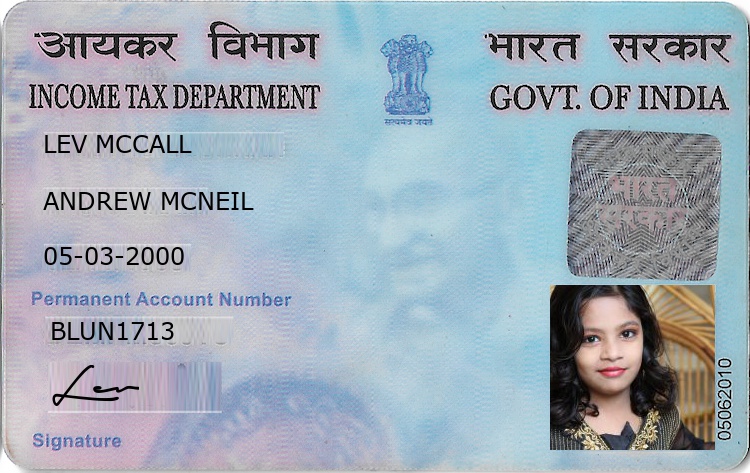 आयकर विभाग
भारत सरकार
INCOME TAX DEPARTMENT
GOVT. OF INDIA
सत्यमेव जयते
LEV MCCALL
भारत
सरकार
ANDREW MCNEIL
05-03-2000
Permanent Account Number
BLUN1713
Lev
Signature
05062010